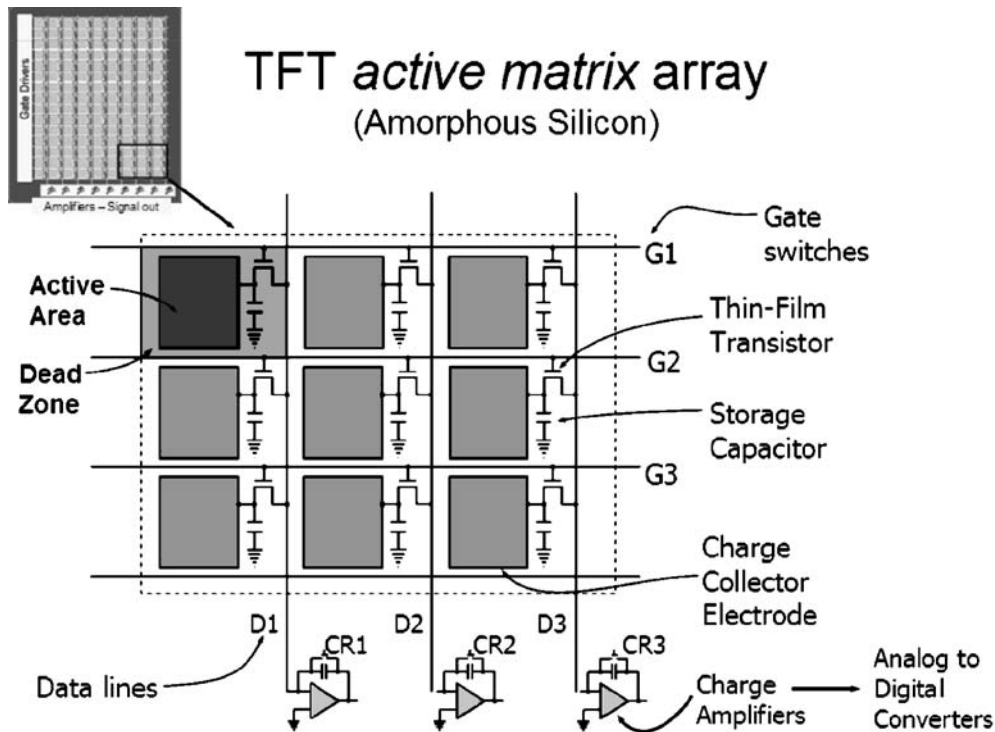 TFT active matrix array
(Amorphous Silicon)
Gate Drivers
Amplifiers – Signal out
Gate
switches
G1
Active
Area
Thin-Film
Transistor
G2
Dead
Zone
Storage
Capacitor
G3
Charge
Collector
Electrode
D1
D2
D3
CR1
CR2
CR3
Data lines
Charge
Amplifiers
Analog to
Digital
Converters